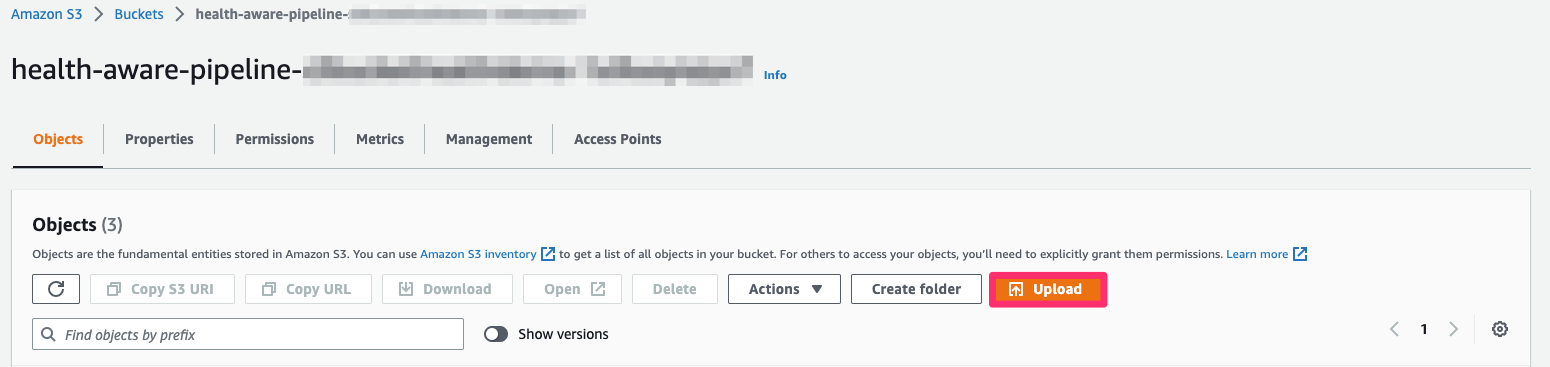 Amazon S3 > Buckets > health-aware-pipeline-
health-aware-pipeline- Info
Objects Properties Permissions Metrics Management Access Points
Objects (3)
Objects are the fundamental entities stored in Amazon S3. You can use Amazon S3 inventory to get a list of all objects in your bucket. For others to access your objects, you'll need to explicitly grant them permissions. Learn more
Copy S3 URI Copy URL Download Open Delete Actions Create folder Upload
Find objects by prefix Show versions 1